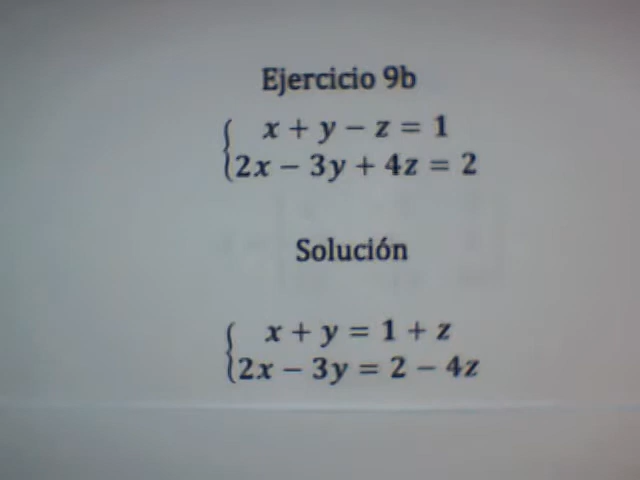 Ejercicio 9b
x + y − z = 1
2x − 3y + 4z = 2
Solución
x + y = 1 + z
2x − 3y = 2 − 4z